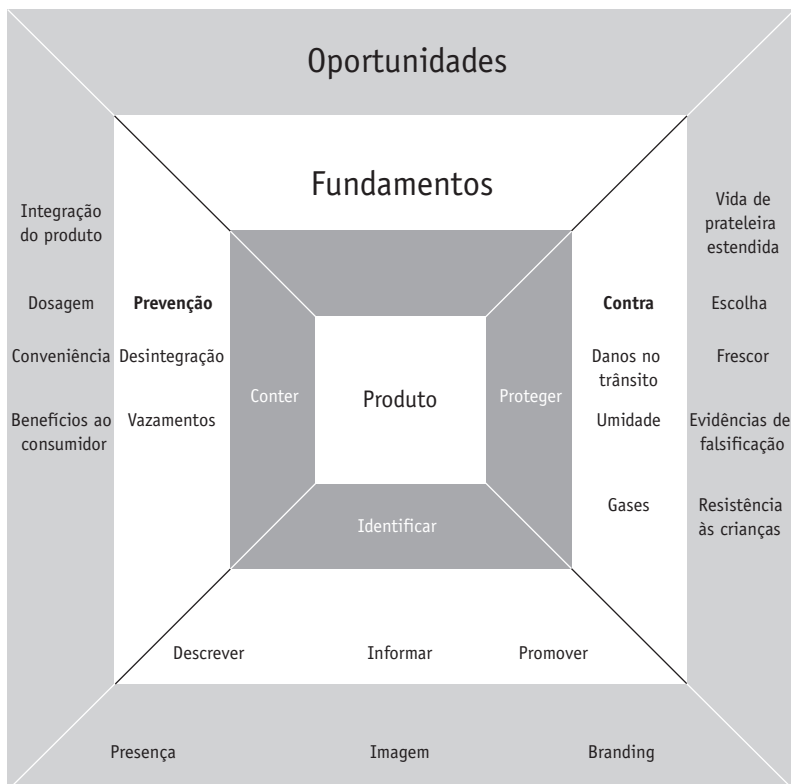 Oportunidades
Fundamentos
Integração
do produto
Dosagem
Conveniência
Benefícios ao
consumidor
Prevenção
Desintegração
Vazamentos
Conter
Produto
Proteger
Identificar
Contra
Danos no
trânsito
Umidade
Gases
Vida de
prateleira
estendida
Escolha
Frescor
Evidências de
falsificação
Resistência
às crianças
Descrever
Informar
Promover
Presença
Imagem
Branding